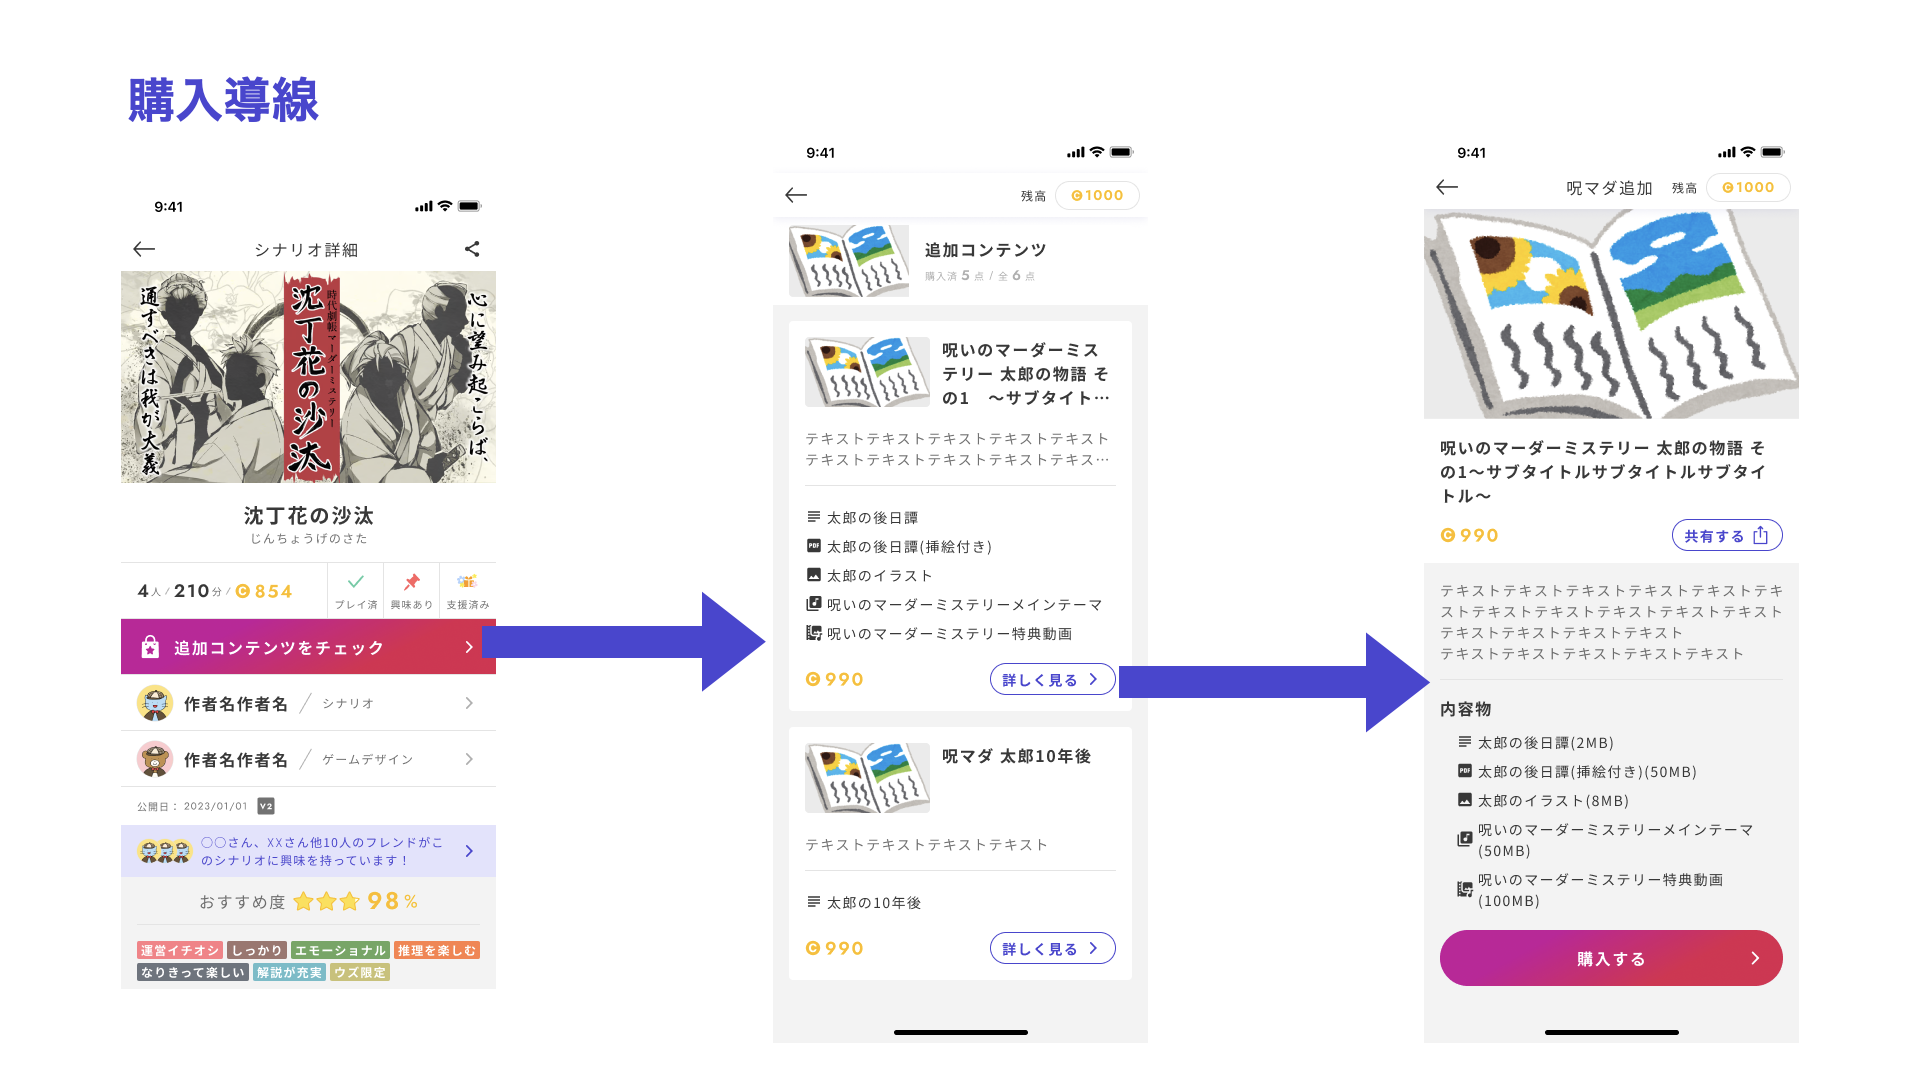 購入導線
9:41
シナリオ詳細
心に望み起こらば、
時代劇帳マーダーミステリー
沈丁花の沙汰
通すべきは我が大義
沈丁花の沙汰
じんちょうげのさた
4人 / 210分 / C 854
プレイ済
興味あり
支援済み
追加コンテンツをチェック
作者名作者名 / シナリオ
作者名作者名 / ゲームデザイン
公開日： 2023/01/01 V2
〇〇さん、XXさん他10人のフレンドがこ
のシナリオに興味を持っています！
おすすめ度 98 %
運営イチオシ しっかり エモーショナル 推理を楽しむ
なりきって楽しい 解説が充実 ウズ限定
9:41
残高 C 1000
追加コンテンツ
購入済 5 点 / 全 6 点
呪いのマーダーミス
テリー 太郎の物語 そ
の1　～サブタイト…
テキストテキストテキストテキストテキスト
テキストテキストテキストテキストテキス…
太郎の後日譚
PDF 太郎の後日譚(挿絵付き)
太郎のイラスト
呪いのマーダーミステリーメインテーマ
呪いのマーダーミステリー特典動画
C 990
詳しく見る
呪マダ 太郎10年後
テキストテキストテキストテキスト
太郎の10年後
C 990
詳しく見る
9:41
呪マダ追加 残高 C 1000
呪いのマーダーミステリー 太郎の物語 そ
の1～サブタイトルサブタイトルサブタイ
トル～
C 990
共有する
テキストテキストテキストテキストテキストテキ
ストテキストテキストテキストテキストテキスト
テキストテキストテキストテキスト
テキストテキストテキストテキストテキスト
内容物
太郎の後日譚(2MB)
PDF 太郎の後日譚(挿絵付き)(50MB)
太郎のイラスト(8MB)
呪いのマーダーミステリーメインテーマ
(50MB)
呪いのマーダーミステリー特典動画
(100MB)
購入する